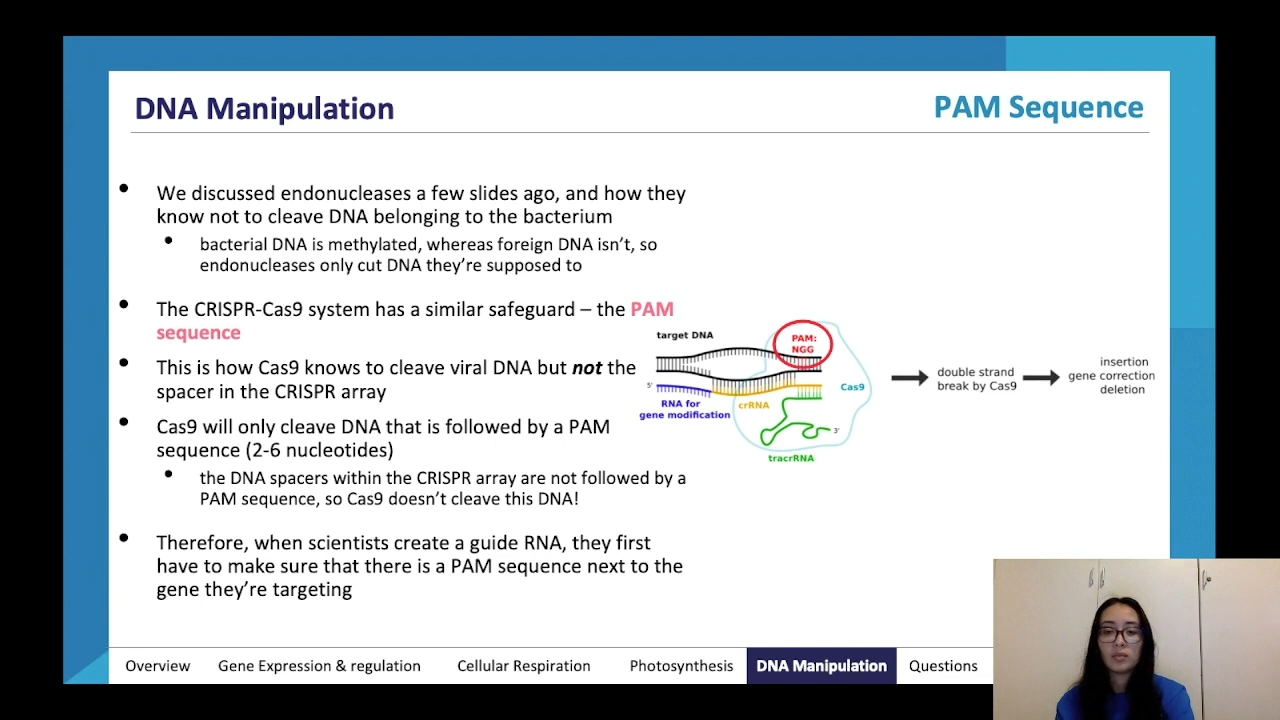 DNA Manipulation
PAM Sequence
• We discussed endonucleases a few slides ago, and how they
know not to cleave DNA belonging to the bacterium
• bacterial DNA is methylated, whereas foreign DNA isn't, so
endonucleases only cut DNA they're supposed to
• The CRISPR-Cas9 system has a similar safeguard – the PAM
sequence
• This is how Cas9 knows to cleave viral DNA but not the
spacer in the CRISPR array
• Cas9 will only cleave DNA that is followed by a PAM
sequence (2-6 nucleotides)
• the DNA spacers within the CRISPR array are not followed by a
PAM sequence, so Cas9 doesn't cleave this DNA!
• Therefore, when scientists create a guide RNA, they first
have to make sure that there is a PAM sequence next to the
gene they're targeting
target DNA
PAM:
NGG
Cas9
5'
RNA for
gene modification
crRNA
3'
tracrRNA
double strand
break by Cas9
insertion
gene correction
deletion
Overview
Gene Expression & regulation
Cellular Respiration
Photosynthesis
DNA Manipulation
Questions